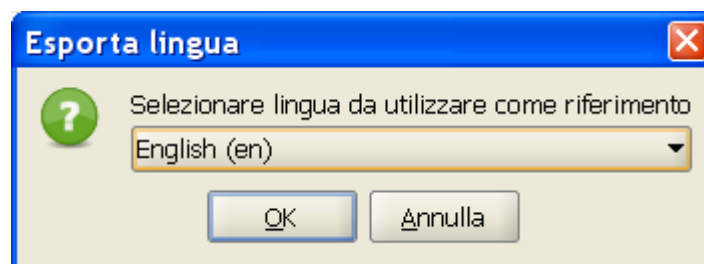 Esporta lingua
Selezionare lingua da utilizzare come riferimento
English (en)
OK
Annulla